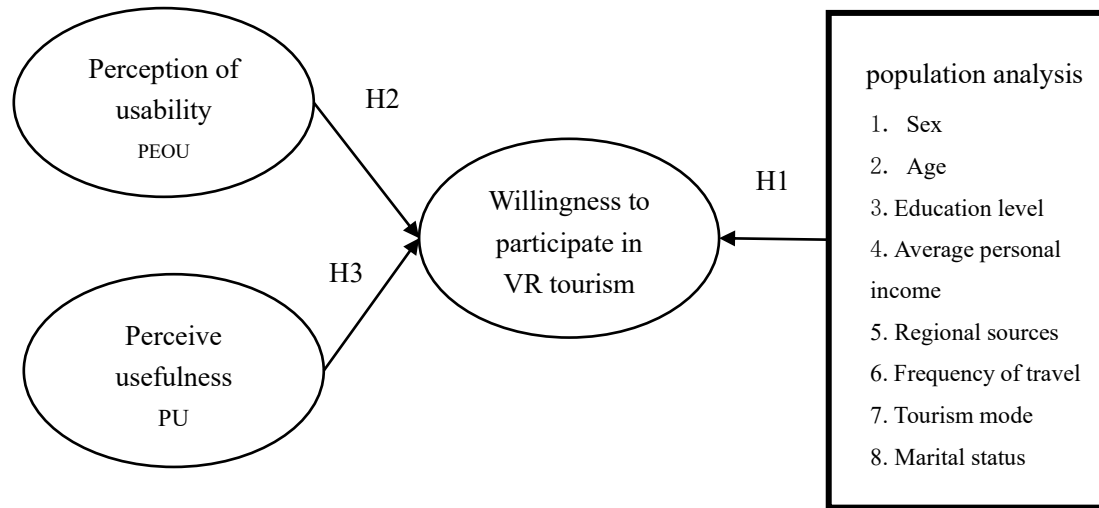 Perception of
usability
PEOU
H2
Perceive
usefulness
PU
H3
Willingness to
participate in
VR tourism
H1
population analysis
1. Sex
2. Age
3. Education level
4. Average personal
income
5. Regional sources
6. Frequency of travel
7. Tourism mode
8. Marital status